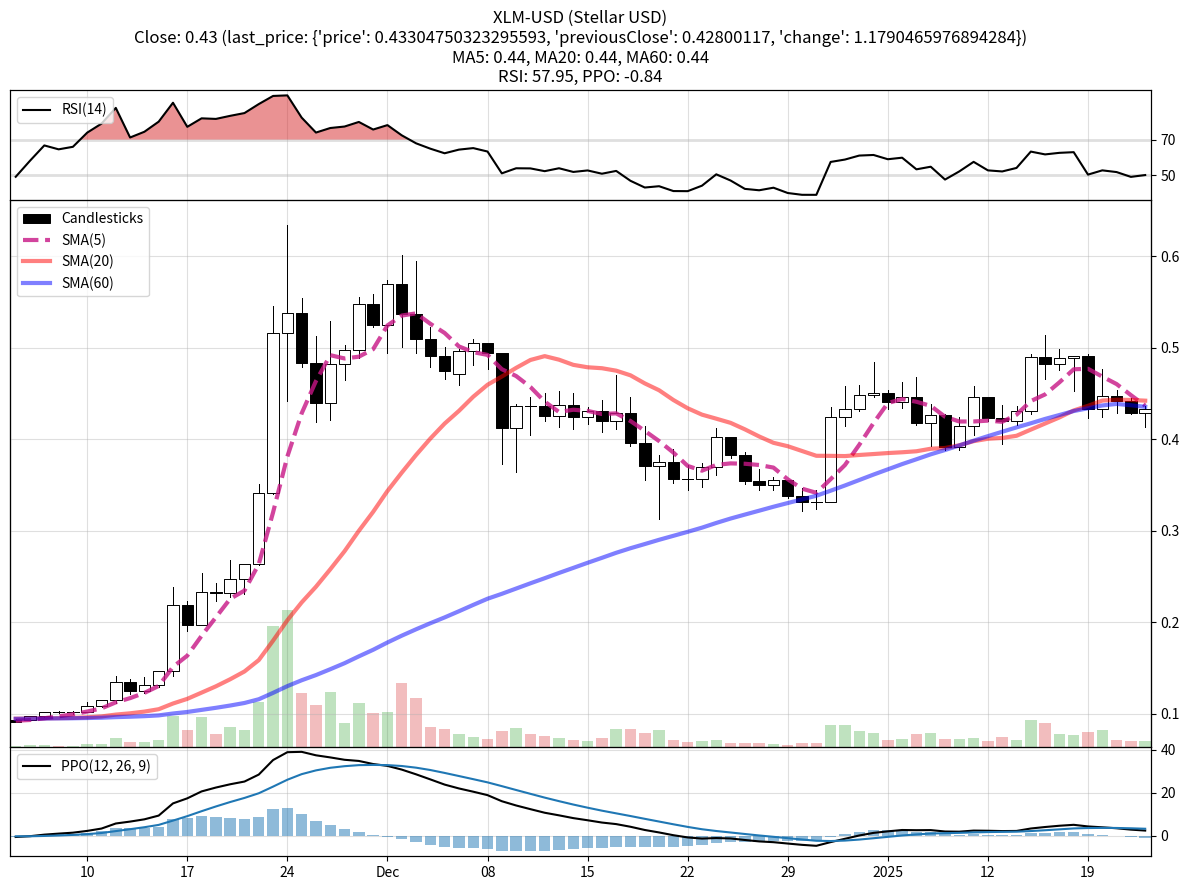 XLM-USD (Stellar USD)
Close: 0.43 (last_price: {'price': 0.43304750323295593, 'previousClose': 0.42800117, 'change': 1.1790465976894284})
MA5: 0.44, MA20: 0.44, MA60: 0.44
RSI: 57.95, PPO: -0.84
RSI(14)
70
50
Candlesticks
SMA(5)
SMA(20)
SMA(60)
0.6
0.5
0.4
0.3
0.2
0.1
PPO(12, 26, 9)
40
20
0
10 17 24 Dec 08 15 22 29 2025 12 19